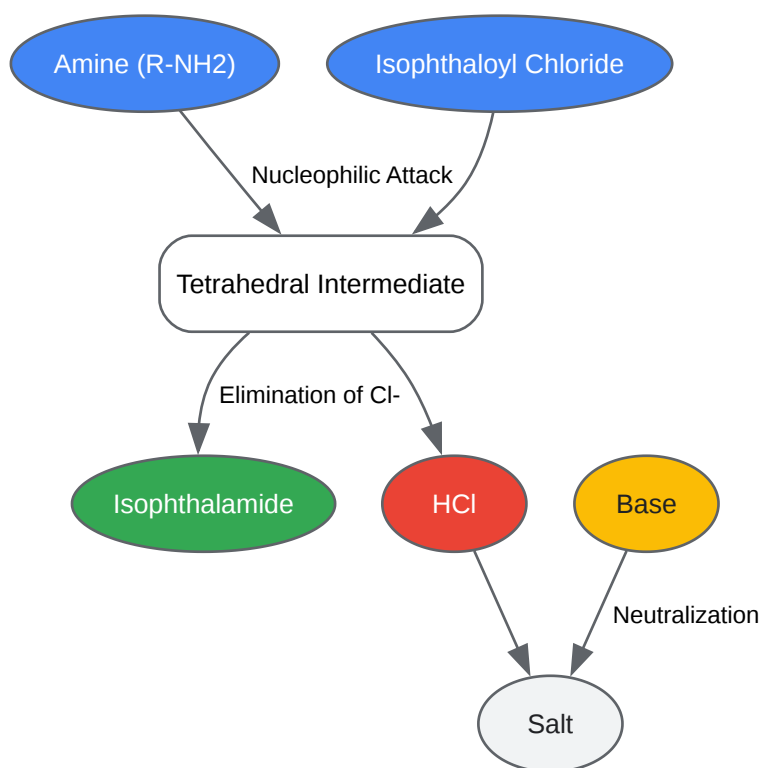 Amine (R-NH2)
Isophthaloyl Chloride
Nucleophilic Attack
Tetrahedral Intermediate
Elimination of Cl-
Isophthalamide
HCl
Base
Neutralization
Salt